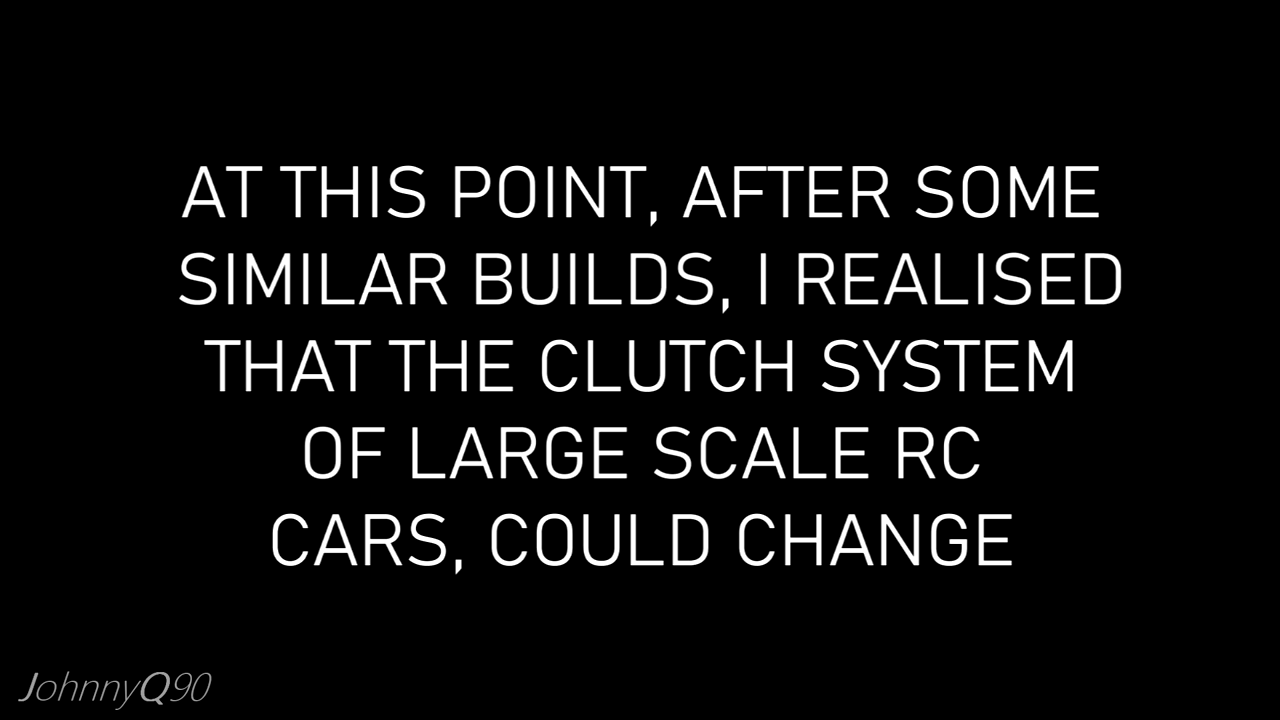 AT THIS POINT, AFTER SOME
SIMILAR BUILDS, I REALISED
THAT THE CLUTCH SYSTEM
OF LARGE SCALE RC
CARS, COULD CHANGE
JohnnyQ90